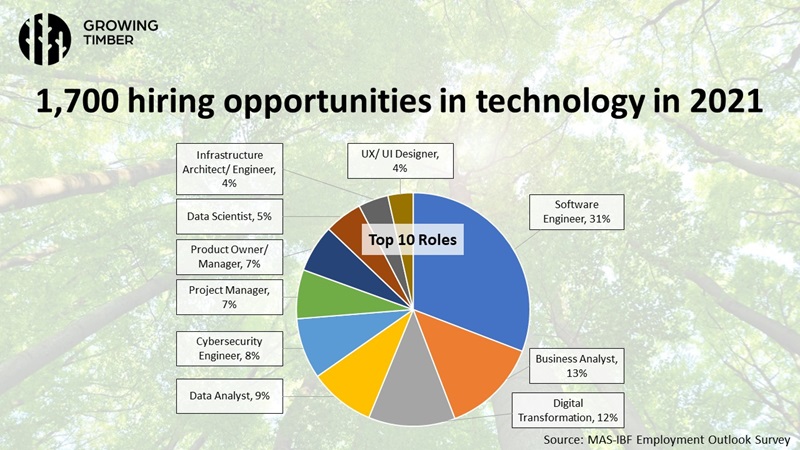 GROWING
TIMBER
1,700 hiring opportunities in technology in 2021
Infrastructure
Architect/ Engineer,
4%
UX/ UI Designer,
4%
Software
Engineer, 31%
Data Scientist, 5%
Top 10 Roles
Product Owner/
Manager, 7%
Project Manager,
7%
Cybersecurity
Engineer, 8%
Business Analyst,
13%
Data Analyst, 9%
Digital
Transformation, 12%
Source: MAS-IBF Employment Outlook Survey